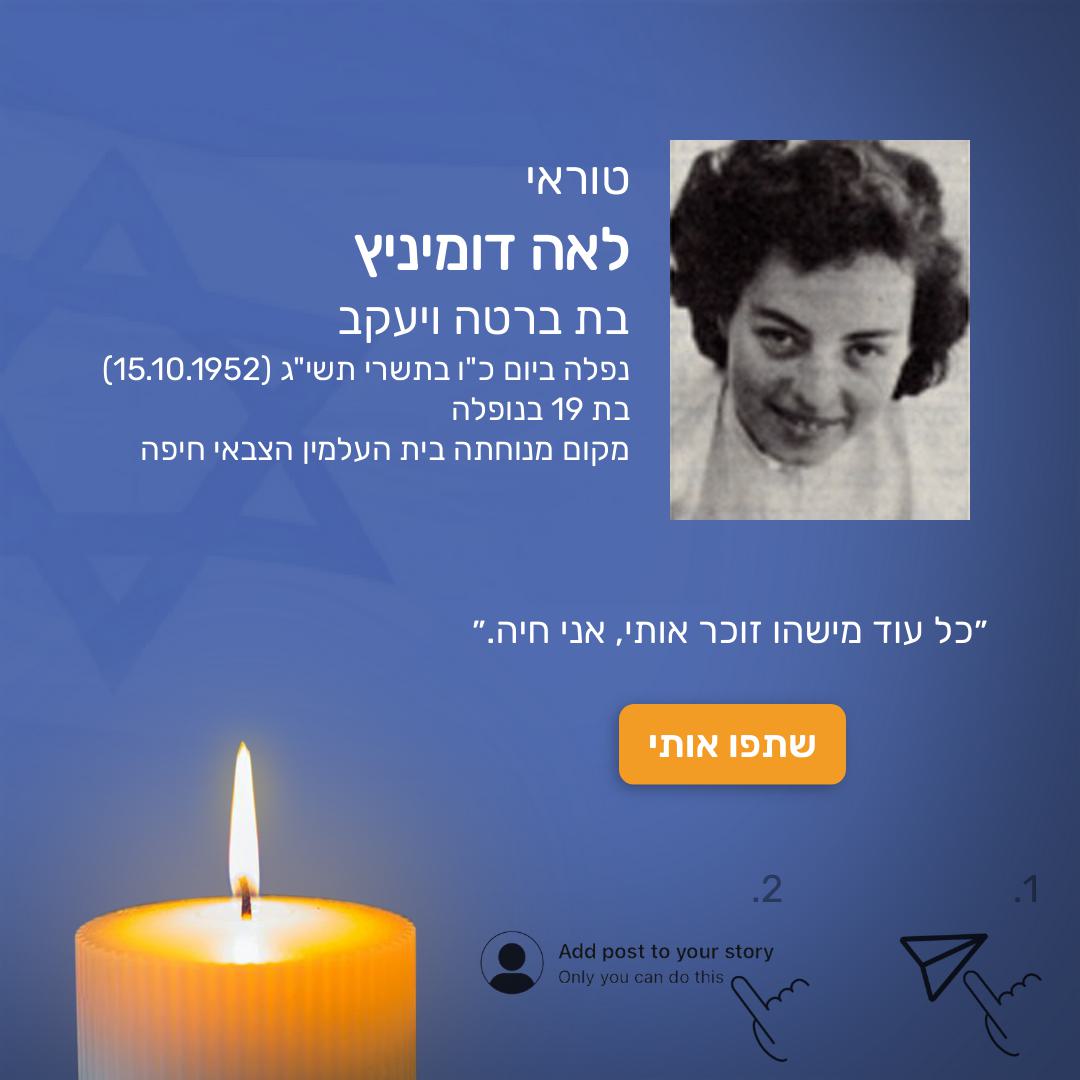 טוראי
לאה דומיניץ
בת ברטה ויעקב
נפלה ביום כ"ו בתשרי תשי"ג (15.10.1952)
בת 19 בנופלה
מקום מנוחתה בית העלמין הצבאי חיפה
"כל עוד מישהו זוכר אותי, אני חיה."
שתפו אותי
1.
2.
Add post to your story
Only you can do this